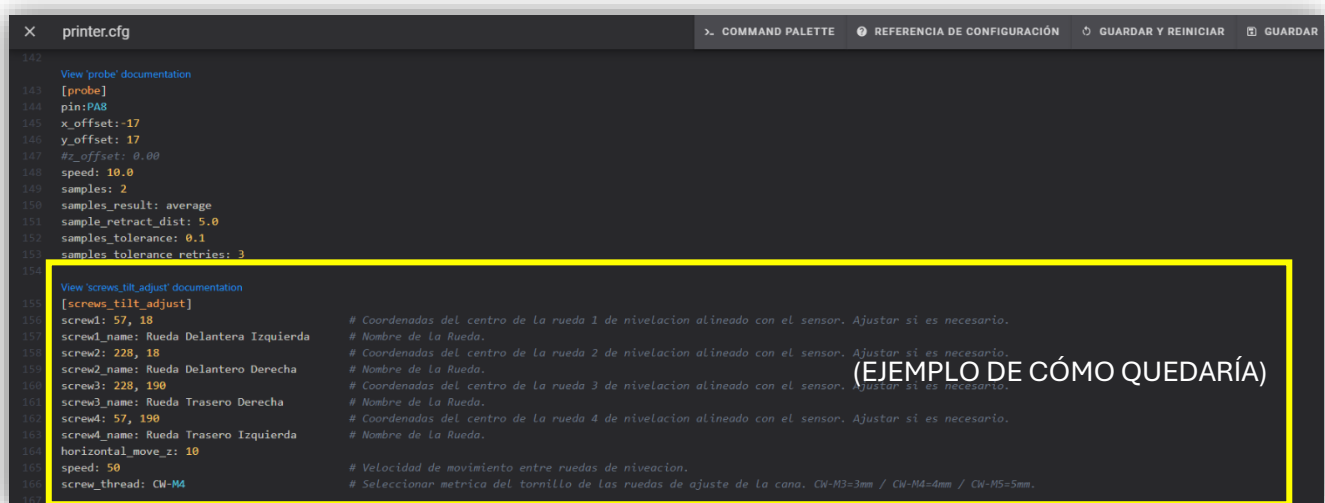 printer.cfg
COMMAND PALETTE
REFERENCIA DE CONFIGURACIÓN
GUARDAR Y REINICIAR
GUARDAR
142
View 'probe' documentation
143 [probe]
144 pin:PA8
145 x_offset:-17
146 y_offset: 17
147 #z_offset: 0.00
148 speed: 10.0
149 samples: 2
150 samples_result: average
151 sample_retract_dist: 5.0
152 samples_tolerance: 0.1
153 samples_tolerance_retries: 3
154
View 'screws_tilt_adjust' documentation
155 [screws_tilt_adjust]
156 screw1: 57, 18 # Coordenadas del centro de la rueda 1 de nivelacion alineado con el sensor. Ajustar si es necesario.
157 screw1_name: Rueda Delantera Izquierda # Nombre de la Rueda.
158 screw2: 228, 18 # Coordenadas del centro de la rueda 2 de nivelacion alineado con el sensor. Ajustar si es necesario.
159 screw2_name: Rueda Delantero Derecha # Nombre de la Rueda.
(EJEMPLO DE CÓMO QUEDARÍA)
160 screw3: 228, 190 # Coordenadas del centro de la rueda 3 de nivelacion alineado con el sensor. Ajustar si es necesario.
161 screw3_name: Rueda Trasero Derecha # Nombre de la Rueda.
162 screw4: 57, 190 # Coordenadas del centro de la rueda 4 de nivelacion alineado con el sensor. Ajustar si es necesario.
163 screw4_name: Rueda Trasero Izquierda # Nombre de la Rueda.
164 horizontal_move_z: 10
165 speed: 50 # Velocidad de movimiento entre ruedas de niveacion.
166 screw_thread: CW-M4 # Seleccionar metrica del tornillo de las ruedas de ajuste de la cana. CW-M3=3mm / CW-M4=4mm / CW-M5=5mm.
167